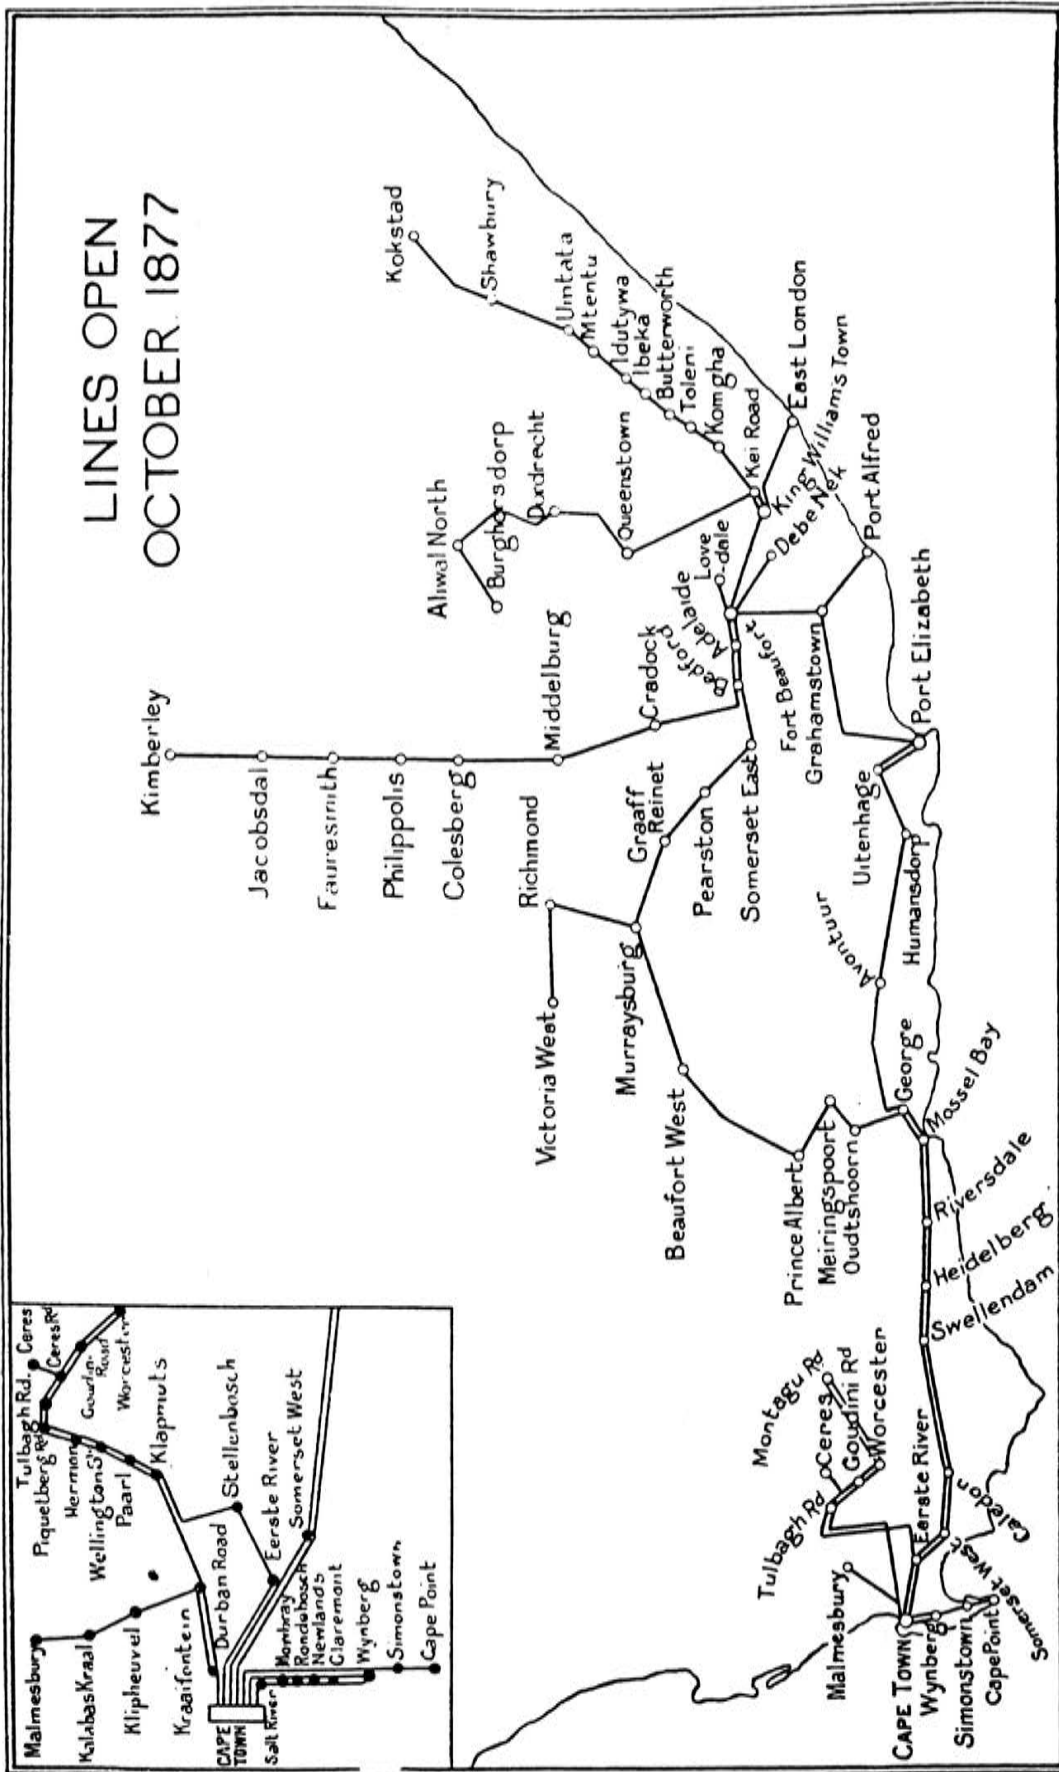 LINES OPEN
OCTOBER. 1877
Kokstad
Shawbury
Umtata
Mtentu
Idutywa
Ibeka
Butterworth
Toleni
Komgha
Kei Road
East London
King William's Town
Debe Nek
Port Alfred
Port Elizabeth
Aliwal North
Burghersdorp
Dordrecht
Queenstown
Love
-dale
Adelaide
Bedford
Fort Beaufort
Grahamstown
Kimberley
Jacobsdal
Fauresmith
Philippolis
Colesberg
Middelburg
Cradock
Richmond
Graaff
Reinet
Pearston
Somerset East
Uitenhage
Humansdorp
Avontuur
Victoria West
Murraysburg
Beaufort West
Prince Albert
Meiringspoort
Oudtshoorn
George
Mossel Bay
Riversdale
Heidelberg
Swellendam
Montagu Rd
Ceres
Goudini Rd
Worcester
Tulbagh Rd
Eerste River
Caledon
Somerset West
Malmesbury
CAPE TOWN
Wynberg
Simonstown
Cape Point
Tulbagh Rd.
Ceres
Ceres Rd
Piquetberg Rd
Goudin-
Road
Worcester
Hermon
Wellington
Paarl
Klapmuts
Stellenbosch
Eerste River
Somerset West
Malmesbury
Kalabas Kraal
Klipheuvel
Kraaifontein
Durban Road
CAPE
TOWN
Salt River
Mowbray
Rondebosch
Newlands
Claremont
Wynberg
Simonstown
Cape Point